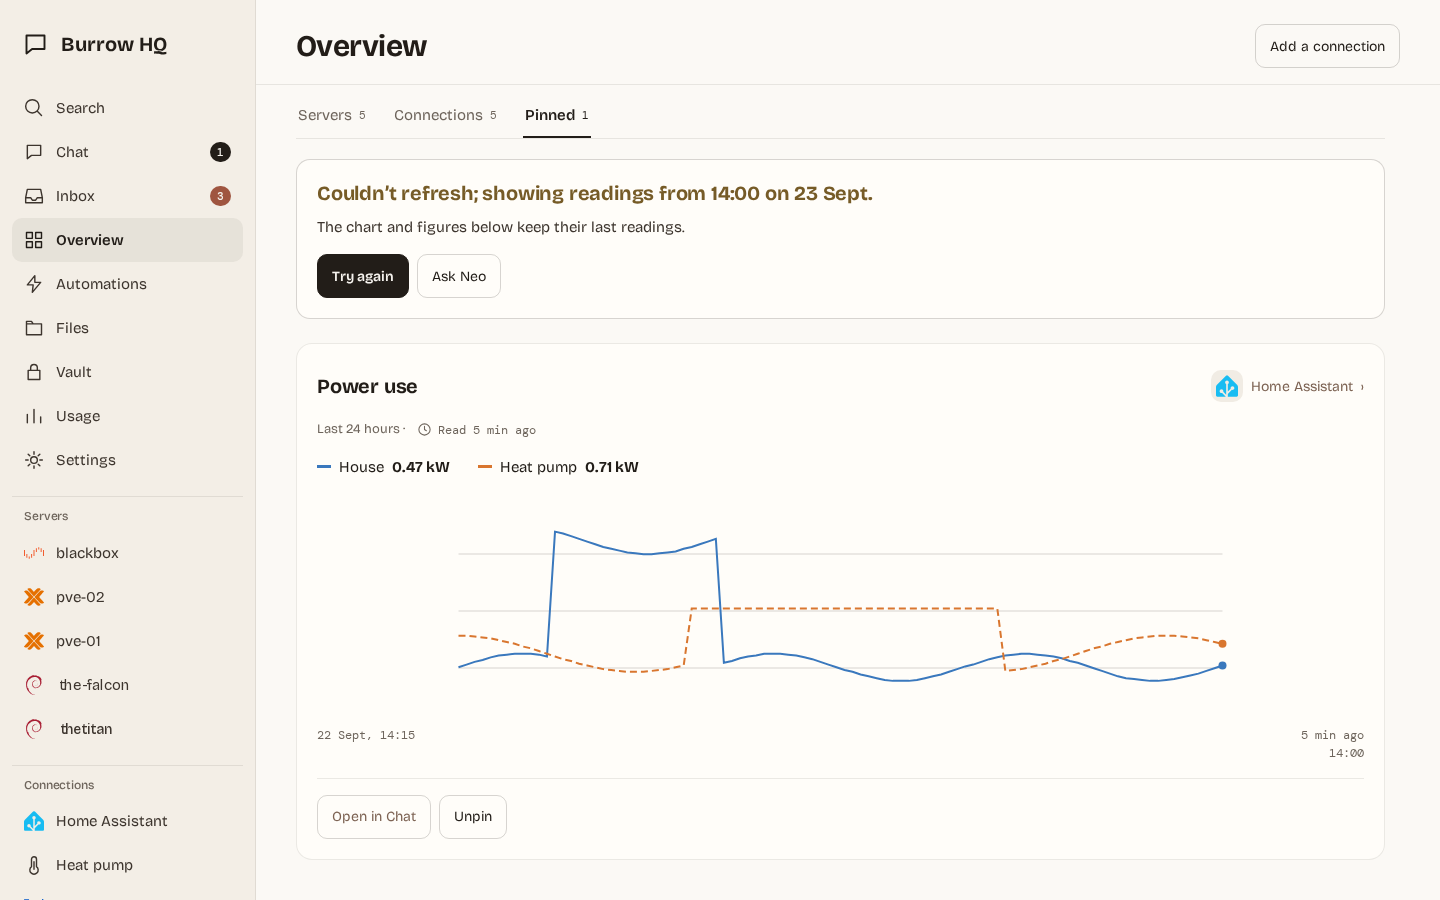 Burrow HQ
Search
Chat 1
Inbox 3
Overview
Automations
Files
Vault
Usage
Settings
Servers
blackbox
pve-02
pve-01
the-falcon
thetitan
Connections
Home Assistant
Heat pump
Overview
Add a connection
Servers 5 Connections 5 Pinned 1
Couldn’t refresh; showing readings from 14:00 on 23 Sept.
The chart and figures below keep their last readings.
Try again Ask Neo
Power use
Home Assistant ›
Last 24 hours · Read 5 min ago
House 0.47 kW Heat pump 0.71 kW
22 Sept, 14:15 5 min ago
14:00
Open in Chat Unpin